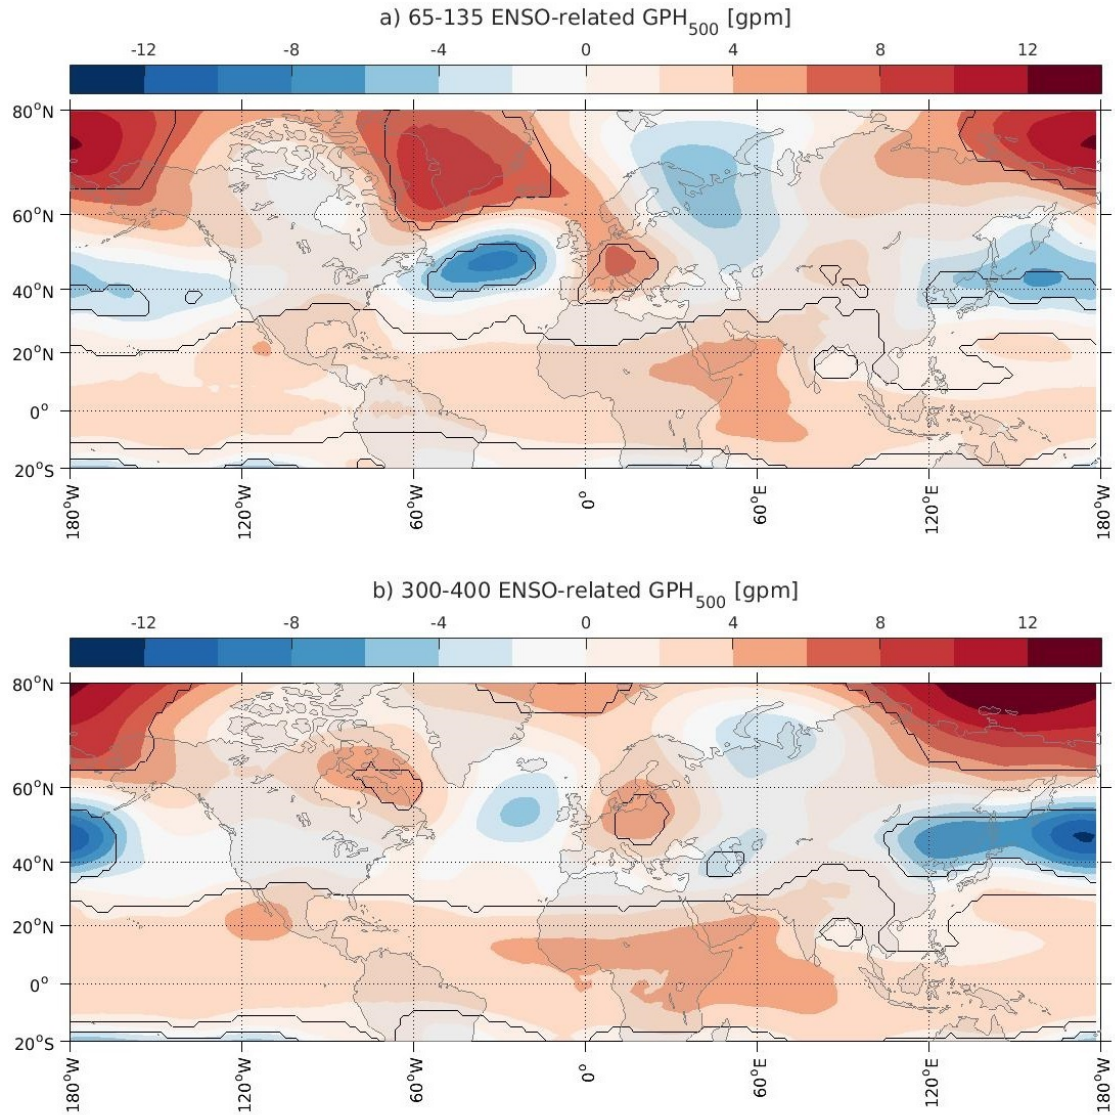 a) 65-135 ENSO-related GPH500 [gpm]
-12 -8 -4 0 4 8 12
80°N
60°N
40°N
20°N
0°
20°S
180°W 120°W 60°W 0° 60°E 120°E 180°W
b) 300-400 ENSO-related GPH500 [gpm]
-12 -8 -4 0 4 8 12
80°N
60°N
40°N
20°N
0°
20°S
180°W 120°W 60°W 0° 60°E 120°E 180°W